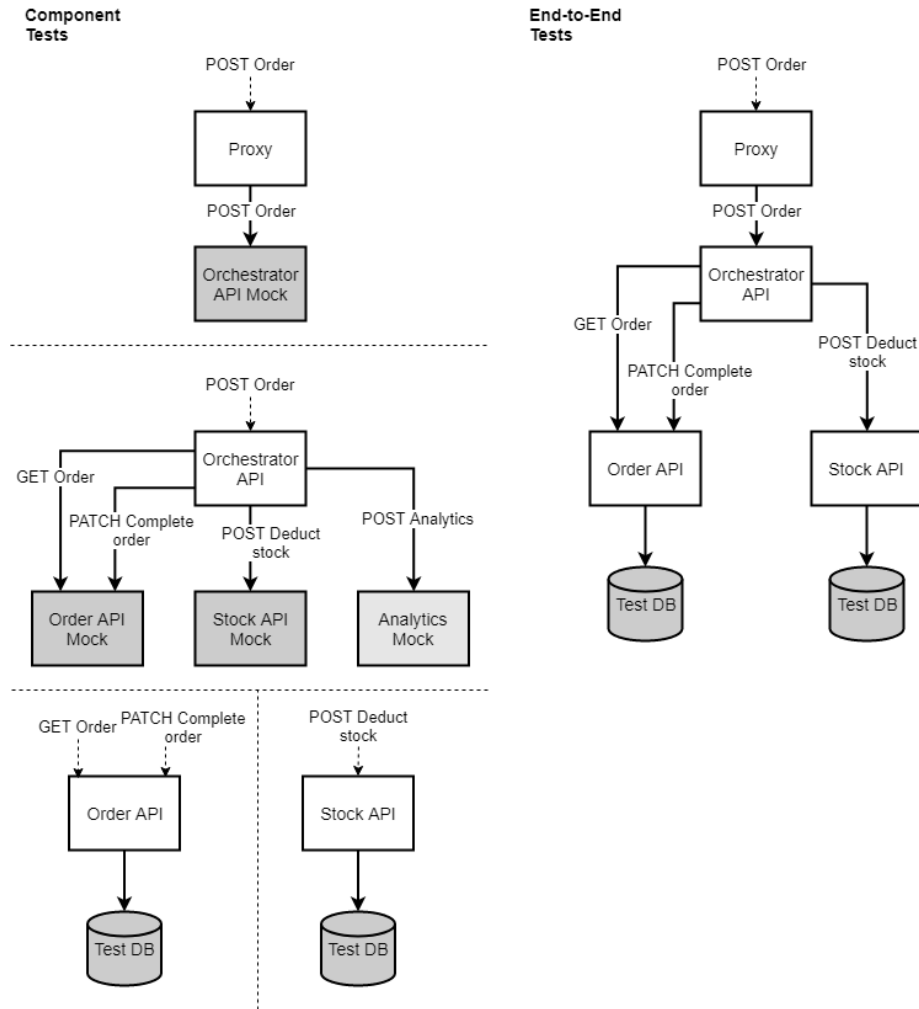 Component
Tests
POST Order
Proxy
POST Order
Orchestrator
API Mock
POST Order
Orchestrator
API
GET Order
PATCH Complete
order
POST Deduct
stock
POST Analytics
Order API
Mock
Stock API
Mock
Analytics
Mock
GET Order
PATCH Complete
order
Order API
Test DB
POST Deduct
stock
Stock API
Test DB
End-to-End
Tests
POST Order
Proxy
POST Order
Orchestrator
API
GET Order
PATCH Complete
order
POST Deduct
stock
Order API
Stock API
Test DB
Test DB